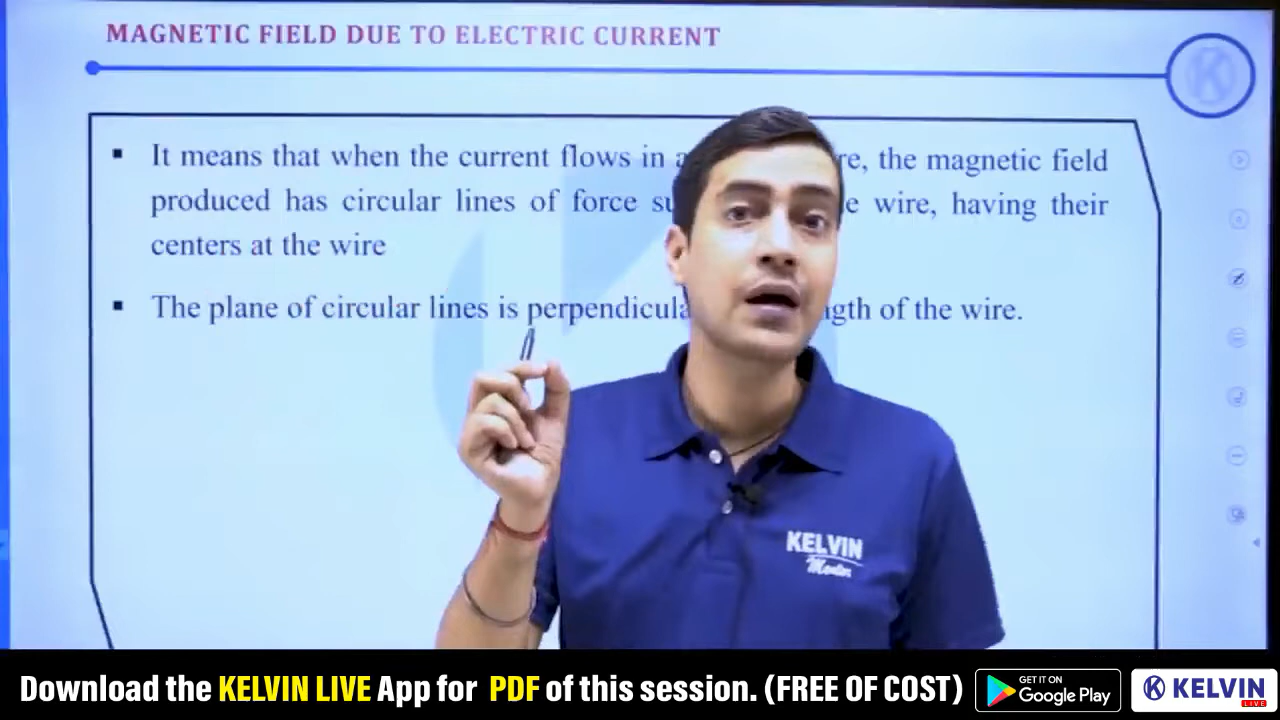 MAGNETIC FIELD DUE TO ELECTRIC CURRENT
It means that when the current flows in a re, the magnetic field
produced has circular lines of force su e wire, having their
centers at the wire
The plane of circular lines is perpendicula ngth of the wire.
KELVIN
Mentor
Download the KELVIN LIVE App for PDF of this session. (FREE OF COST)
GET IT ON
Google Play
KELVIN
LIVE